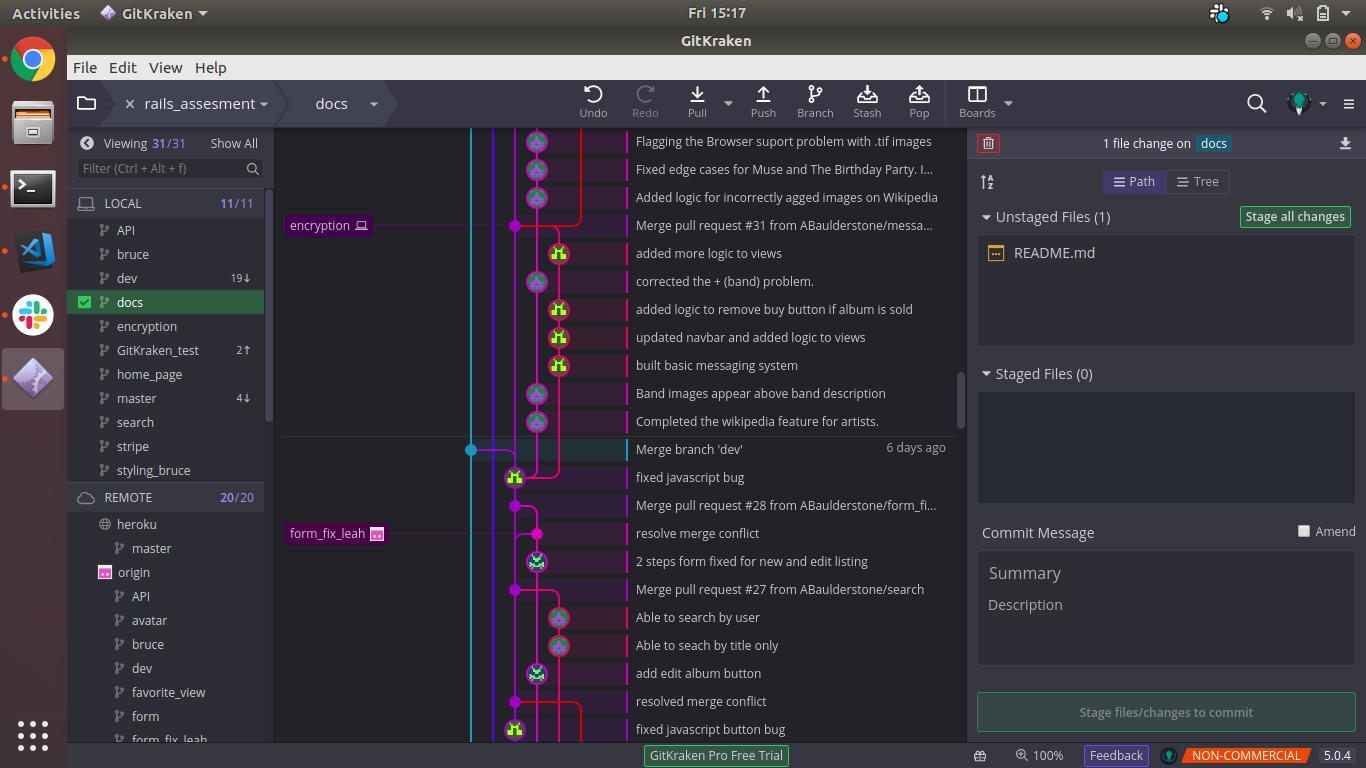 Activities
GitKraken
Fri 15:17
GitKraken
File Edit View Help
rails_assesment
docs
Undo
Redo
Pull
Push
Branch
Stash
Pop
Boards
Viewing 31/31 Show All
Filter (Ctrl + Alt + f)
LOCAL 11/11
API
bruce
dev 19↓
docs
encryption
GitKraken_test 2↑
home_page
master 4↓
search
stripe
styling_bruce
REMOTE 20/20
heroku
master
origin
API
avatar
bruce
dev
favorite_view
form
form_fix_leah
encryption
form_fix_leah
Flagging the Browser suport problem with .tif images
Fixed edge cases for Muse and The Birthday Party. I...
Added logic for incorrectly agged images on Wikipedia
Merge pull request #31 from ABaulderstone/messa...
added more logic to views
corrected the + (band) problem.
added logic to remove buy button if album is sold
updated navbar and added logic to views
built basic messaging system
Band images appear above band description
Completed the wikipedia feature for artists.
Merge branch 'dev' 6 days ago
fixed javascript bug
Merge pull request #28 from ABaulderstone/form_fi...
resolve merge conflict
2 steps form fixed for new and edit listing
Merge pull request #27 from ABaulderstone/search
Able to search by user
Able to seach by title only
add edit album button
resolved merge conflict
fixed javascript button bug
1 file change on docs
Path Tree
Unstaged Files (1) Stage all changes
README.md
Staged Files (0)
Commit Message Amend
Summary
Description
Stage files/changes to commit
GitKraken Pro Free Trial
100%
Feedback
NON-COMMERCIAL
5.0.4